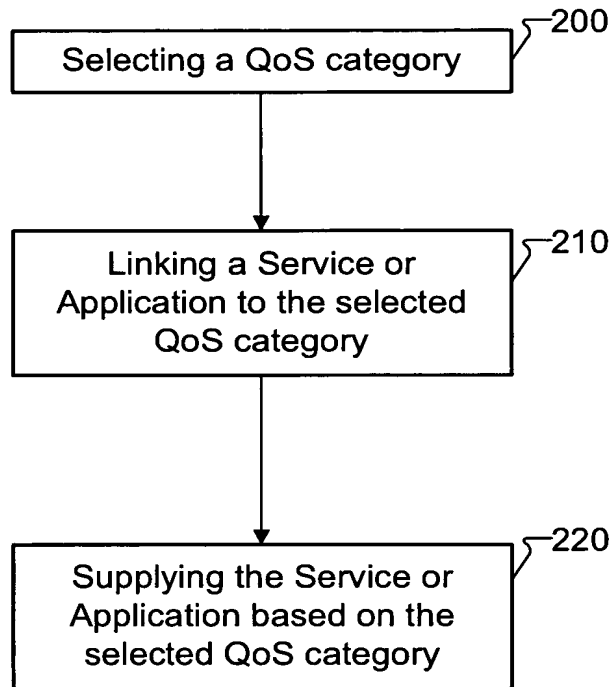 200
Selecting a QoS category
210
Linking a Service or
Application to the selected
QoS category
220
Supplying the Service or
Application based on the
selected QoS category